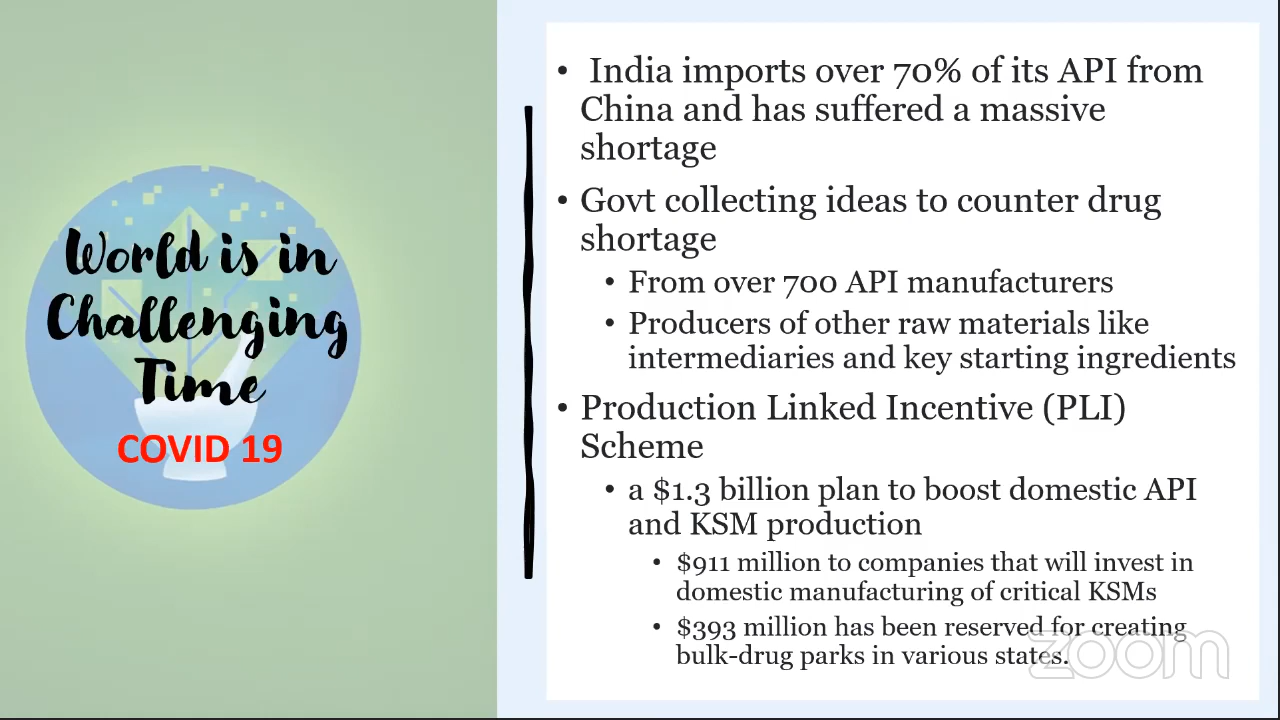 World is in
Challenging
Time
COVID 19
• India imports over 70% of its API from
China and has suffered a massive
shortage
• Govt collecting ideas to counter drug
shortage
• From over 700 API manufacturers
• Producers of other raw materials like
intermediaries and key starting ingredients
• Production Linked Incentive (PLI)
Scheme
• a $1.3 billion plan to boost domestic API
and KSM production
• $911 million to companies that will invest in
domestic manufacturing of critical KSMs
• $393 million has been reserved for creating
bulk-drug parks in various states.
zoom